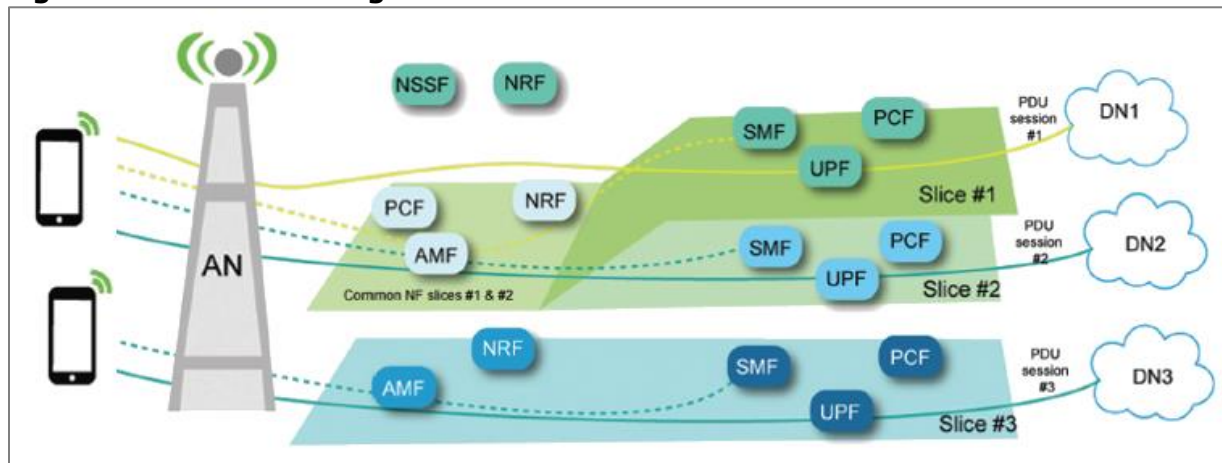 NSSF
NRF
PDU
session
#1
DN1
SMF
PCF
UPF
Slice #1
PCF
NRF
AMF
Common NF slices #1 & #2
SMF
PCF
UPF
Slice #2
PDU
session
#2
DN2
AN
NRF
AMF
SMF
PCF
UPF
Slice #3
PDU
session
#3
DN3